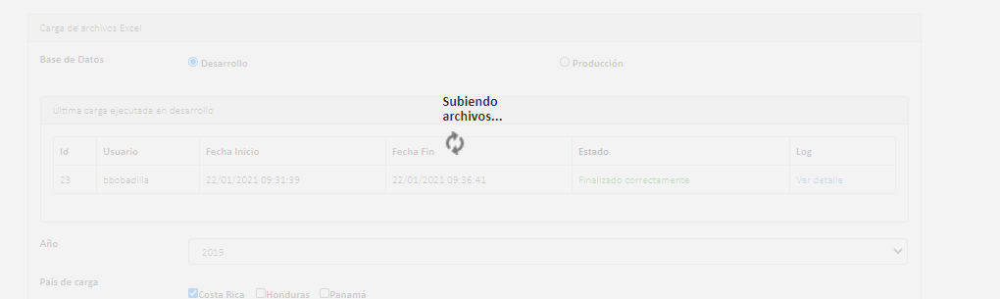 Carga de archivos Excel
Base de Datos
Desarrollo
Producción
Subiendo
archivos...
Última carga ejecutada en desarrollo
Id Usuario Fecha Inicio Fecha Fin Estado Log
23 bbobadilla 22/01/2021 09:31:39 22/01/2021 09:36:41 Finalizado correctamente Ver detalle
Año
2019
País de carga
Costa Rica Honduras Panamá